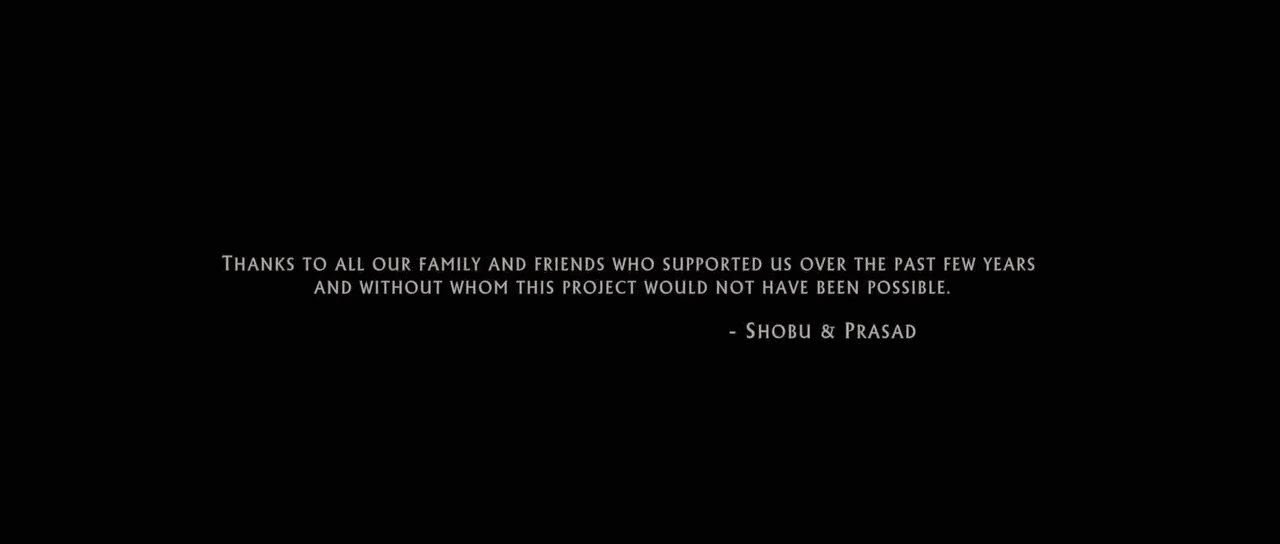 Thanks to all our family and friends who supported us over the past few years
and without whom this project would not have been possible.
- Shobu & Prasad